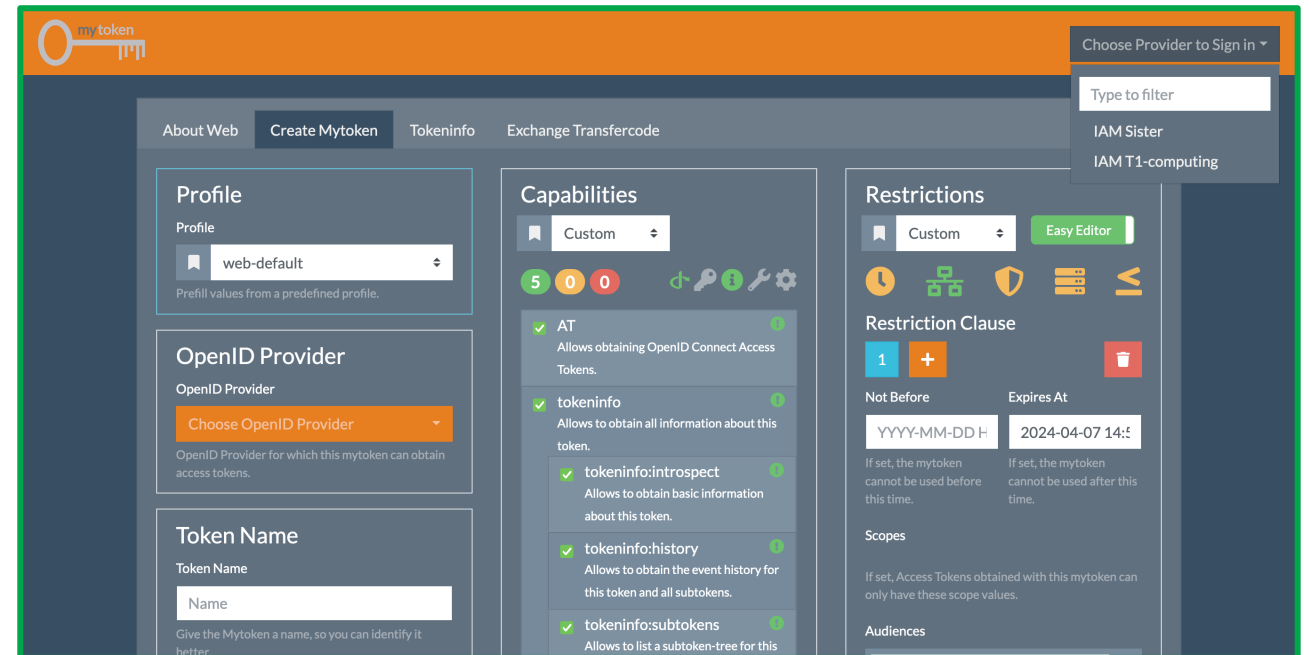 mytoken
Choose Provider to Sign in
Type to filter
IAM Sister
IAM T1-computing
About Web
Create Mytoken
Tokeninfo
Exchange Transfercode
Profile
Profile
web-default
Prefill values from a predefined profile.
OpenID Provider
OpenID Provider
Choose OpenID Provider
OpenID Provider for which this mytoken can obtain
access tokens.
Token Name
Token Name
Name
Give the Mytoken a name, so you can identify it
better
Capabilities
Custom
5 0 0
AT
Allows obtaining OpenID Connect Access
Tokens.
tokeninfo
Allows to obtain all information about this
token.
tokeninfo:introspect
Allows to obtain basic information
about this token.
tokeninfo:history
Allows to obtain the event history for
this token and all subtokens.
tokeninfo:subtokens
Allows to list a subtoken-tree for this
Restrictions
Custom
Easy Editor
Restriction Clause
1 +
Not Before
Expires At
YYYY-MM-DD H
2024-04-07 14:5
If set, the mytoken
cannot be used before
this time.
If set, the mytoken
cannot be used after this
time.
Scopes
If set, Access Tokens obtained with this mytoken can
only have these scope values.
Audiences